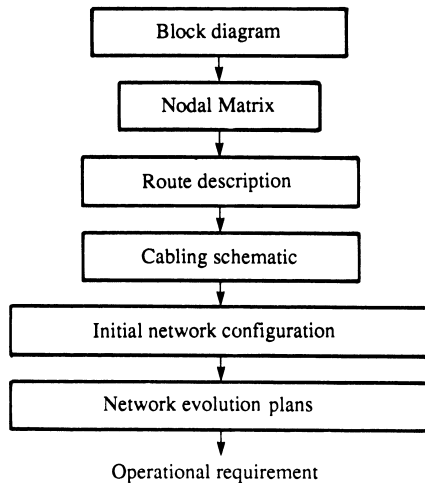 Block diagram
Nodal Matrix
Route description
Cabling schematic
Initial network configuration
Network evolution plans
Operational requirement